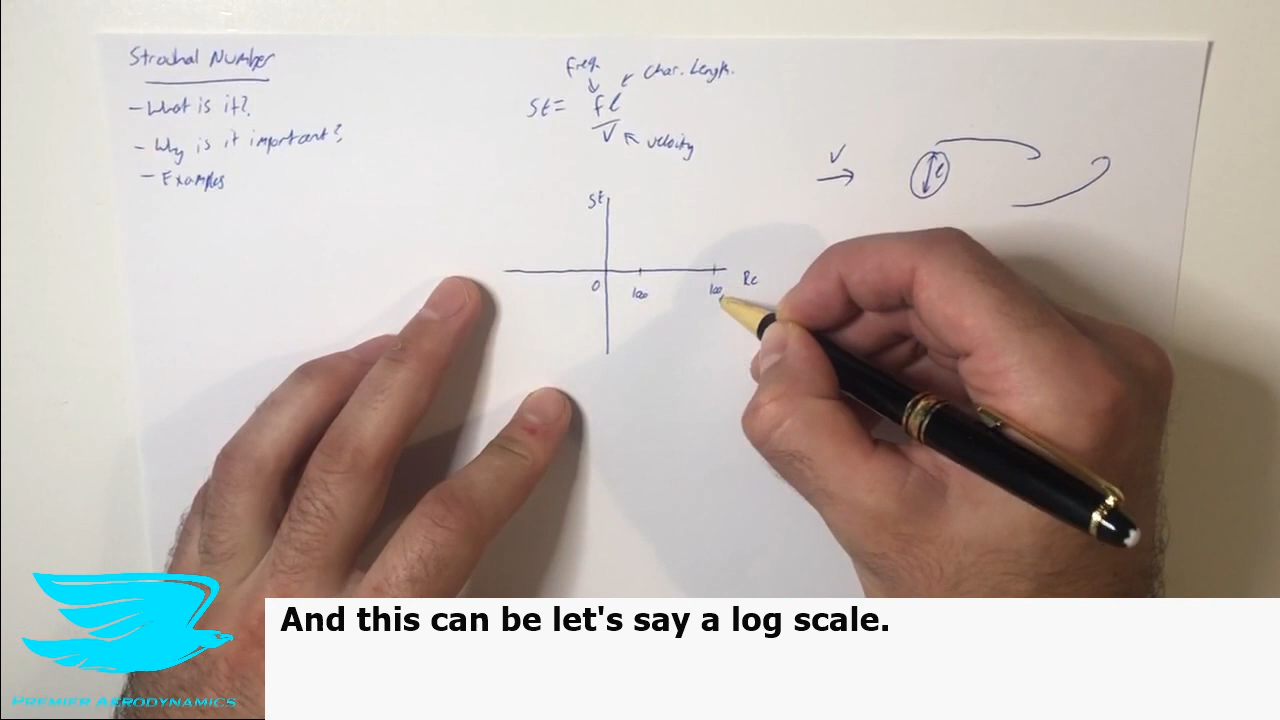 Strouhal Number
- What is it?
- Why is it important?
- Examples
freq.
char. length.
St = fl
V
velocity
V
l
St
Re
0
100
100
And this can be let's say a log scale.
PREMIER AERODYNAMICS